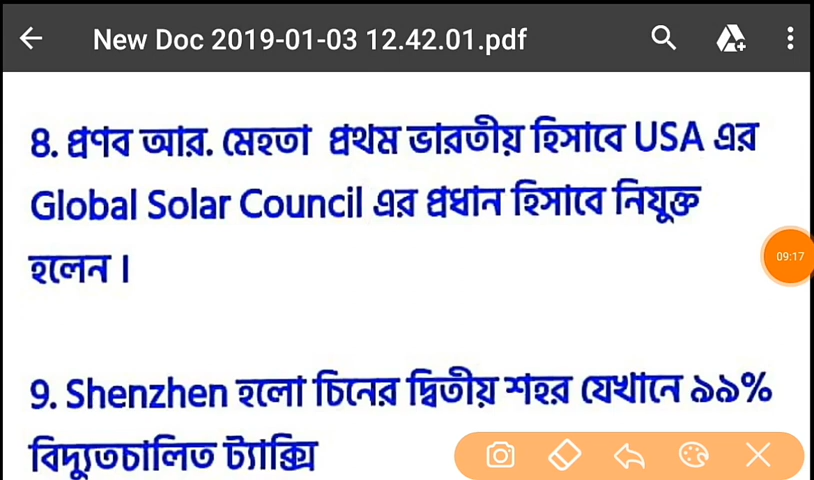 New Doc 2019-01-03 12.42.01.pdf
8. প্রণব আর. মেহতা প্রথম ভারতীয় হিসাবে USA এর
Global Solar Council এর প্রধান হিসাবে নিযুক্ত
হলেন।
09:17
9. Shenzhen হলো চিনের দ্বিতীয় শহর যেখানে ৯৯%
বিদ্যুতচালিত ট্যাক্সি